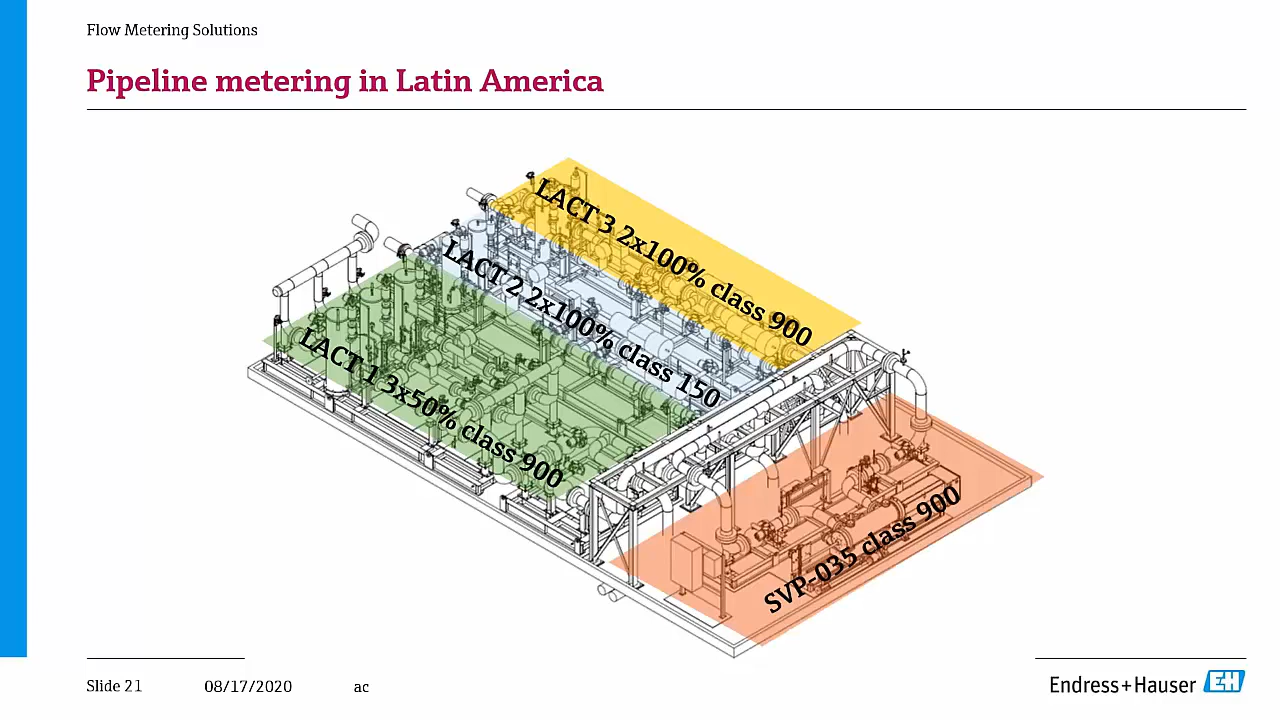 Flow Metering Solutions
Pipeline metering in Latin America
LACT 3 2x100% class 900
LACT 2 2x100% class 150
LACT 1 3x50% class 900
SVP-035 class 900
Slide 21 08/17/2020 ac
Endress+Hauser EH